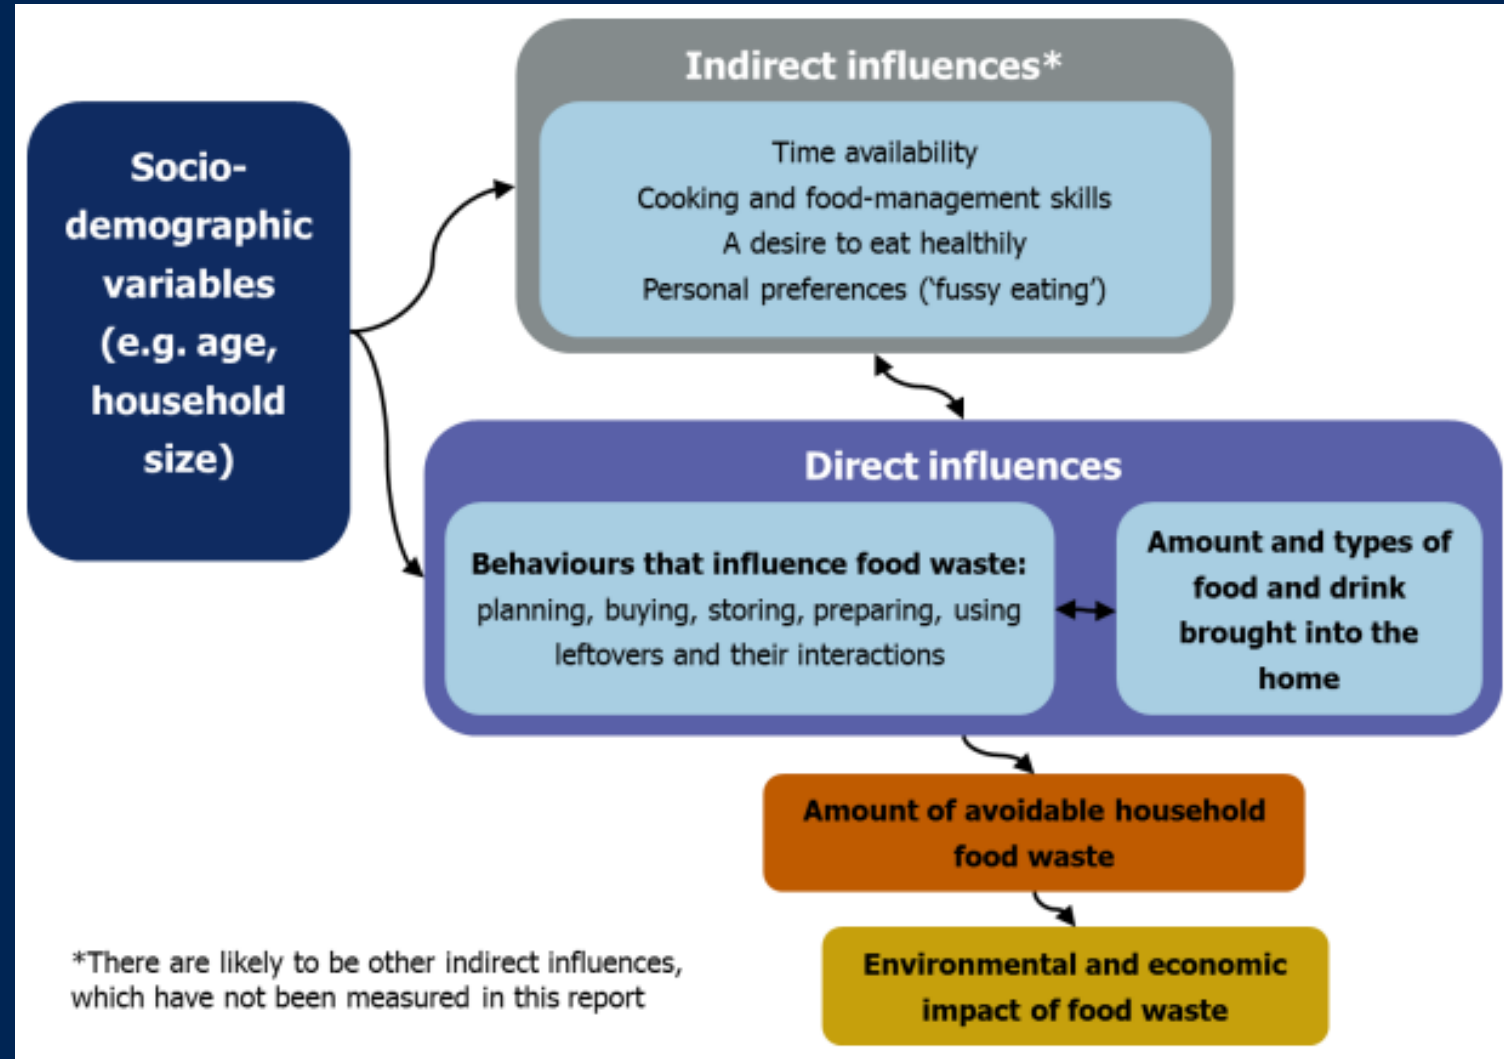 Socio-
demographic
variables
(e.g. age,
household
size)
Indirect influences*
Time availability
Cooking and food-management skills
A desire to eat healthily
Personal preferences (‘fussy eating’)
Direct influences
Behaviours that influence food waste:
planning, buying, storing, preparing, using
leftovers and their interactions
Amount and types of
food and drink
brought into the
home
Amount of avoidable household
food waste
Environmental and economic
impact of food waste
*There are likely to be other indirect influences,
which have not been measured in this report